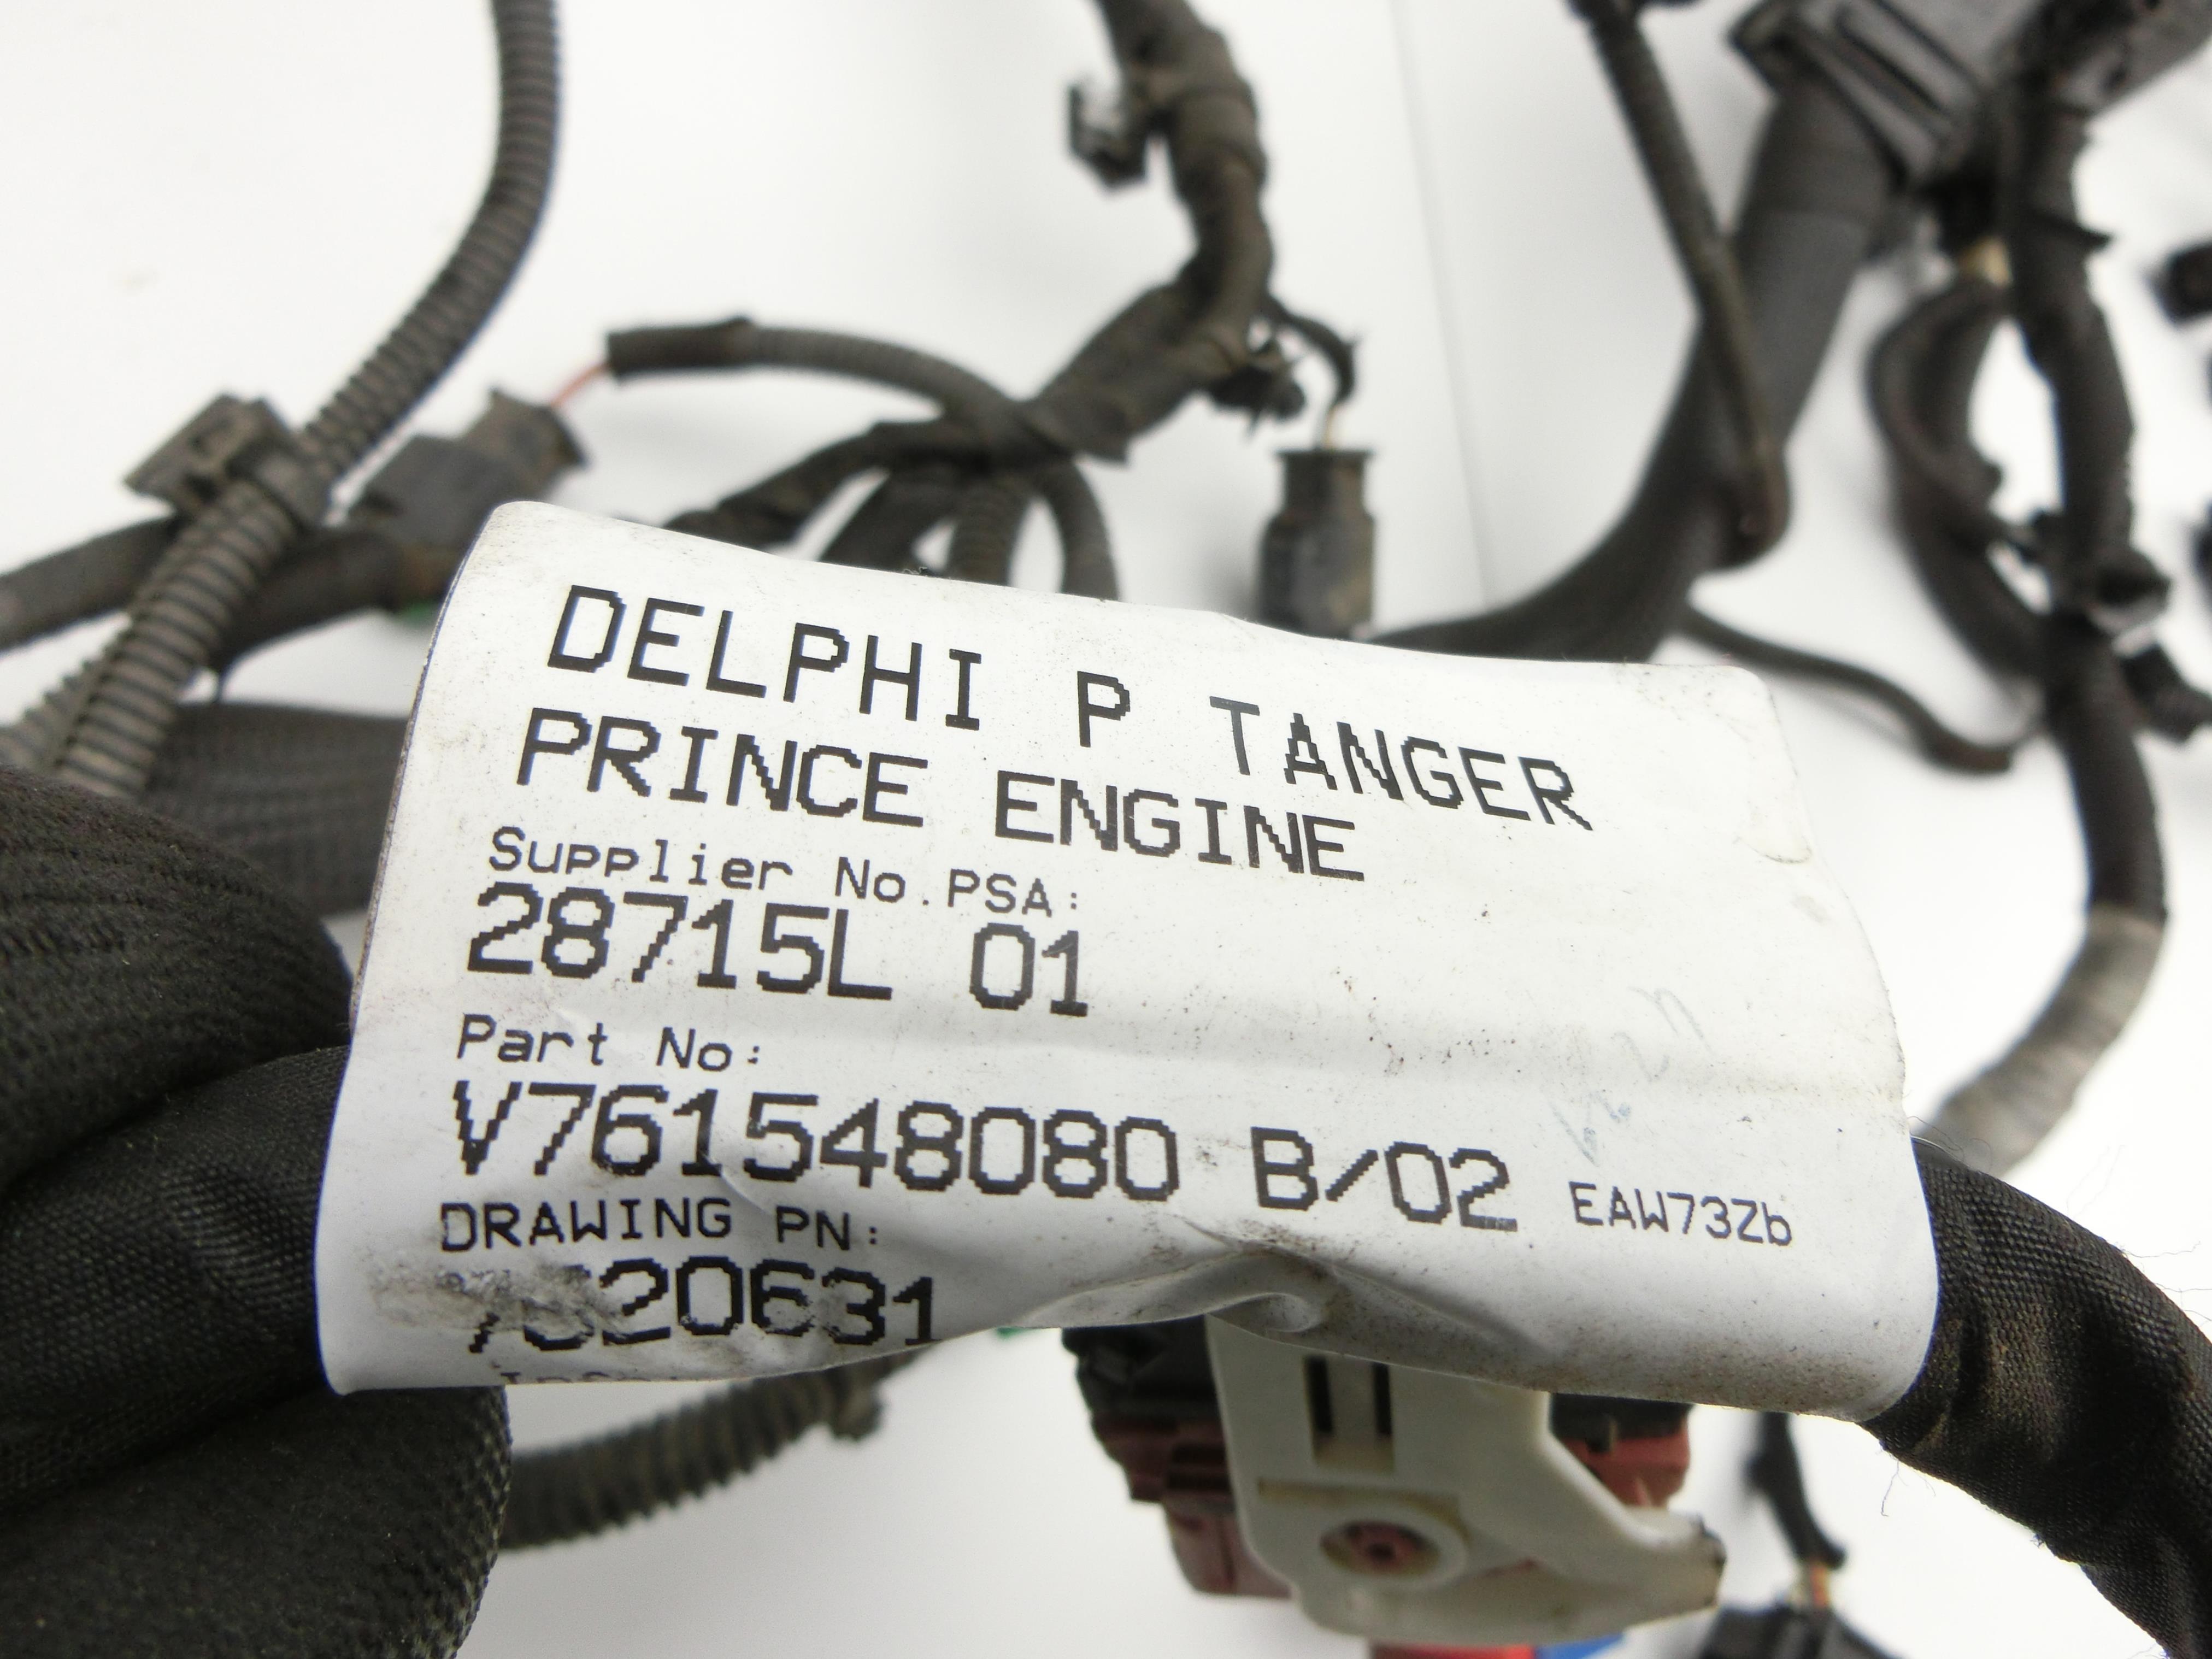 DELPHI P TANGER
PRINCE ENGINE
Supplier No.PSA:
28715L 01
Part No:
V761548080 B/02 EAW73Zb
DRAWING PN: